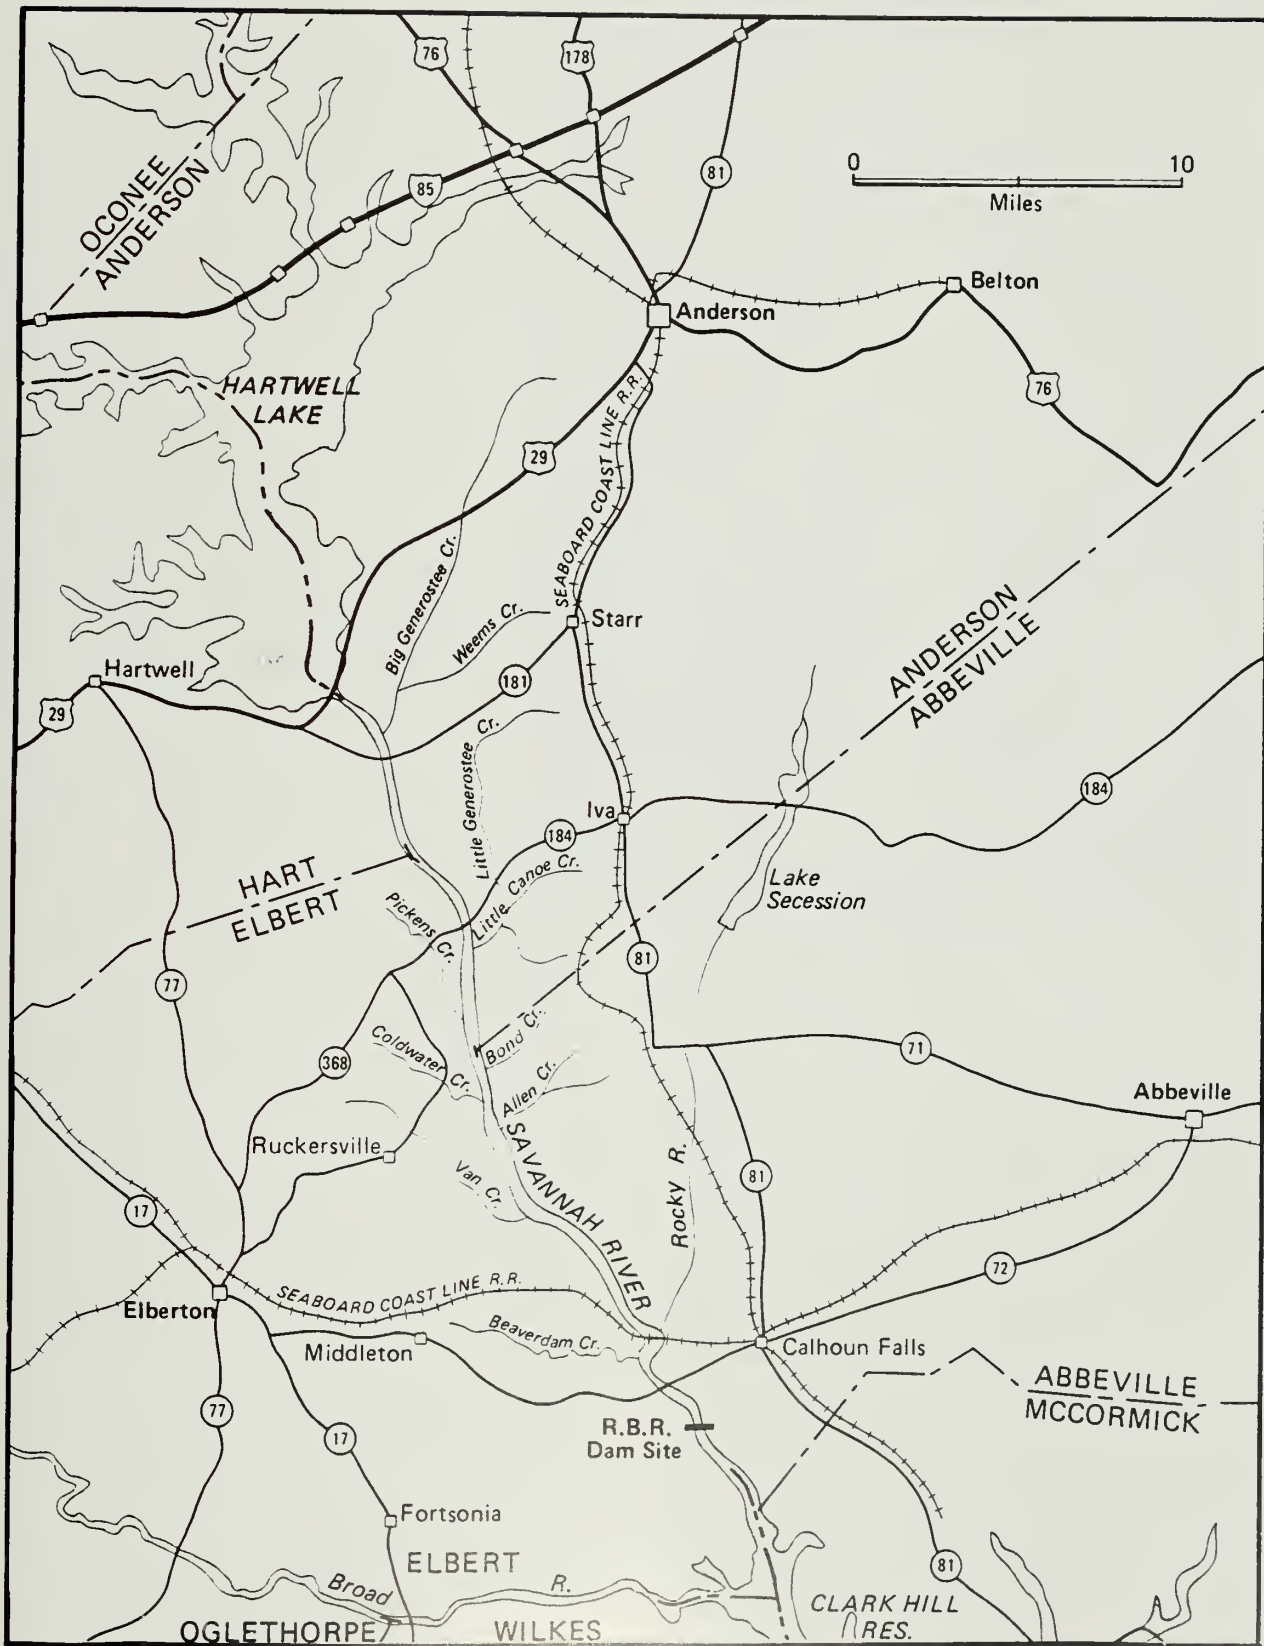 76
178
81
0 10
Miles
OCONEE
ANDERSON
85
Belton
Anderson
HARTWELL
LAKE
76
29
SEABOARD COAST LINE R.R.
Big Generostee Cr.
Weems Cr.
Starr
ANDERSON
ABBEVILLE
Hartwell
181
29
Little Generostee Cr.
Iva
184
184
Little Canoe Cr.
Lake
Secession
HART
ELBERT
Pickens Cr.
81
77
Bond Cr.
368
Coldwater Cr.
71
Allen Cr.
Abbeville
Ruckersville
SAVANNAH RIVER
Rocky R.
Van Cr.
81
17
72
SEABOARD COAST LINE R.R.
Elberton
Beaverdam Cr.
Middleton
Calhoun Falls
ABBEVILLE
MCCORMICK
77
17
R.B.R.
Dam Site
Fortsonia
ELBERT
81
Broad R.
CLARK HILL
RES.
OGLETHORPE
WILKES